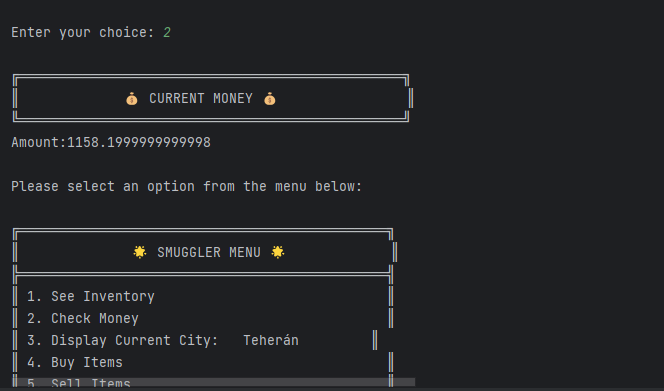 Enter your choice: 2
💰 CURRENT MONEY 💰
Amount:1158.1999999999998
Please select an option from the menu below:
🌟 SMUGGLER MENU 🌟
1. See Inventory
2. Check Money
3. Display Current City: Teherán
4. Buy Items
5. Sell Items